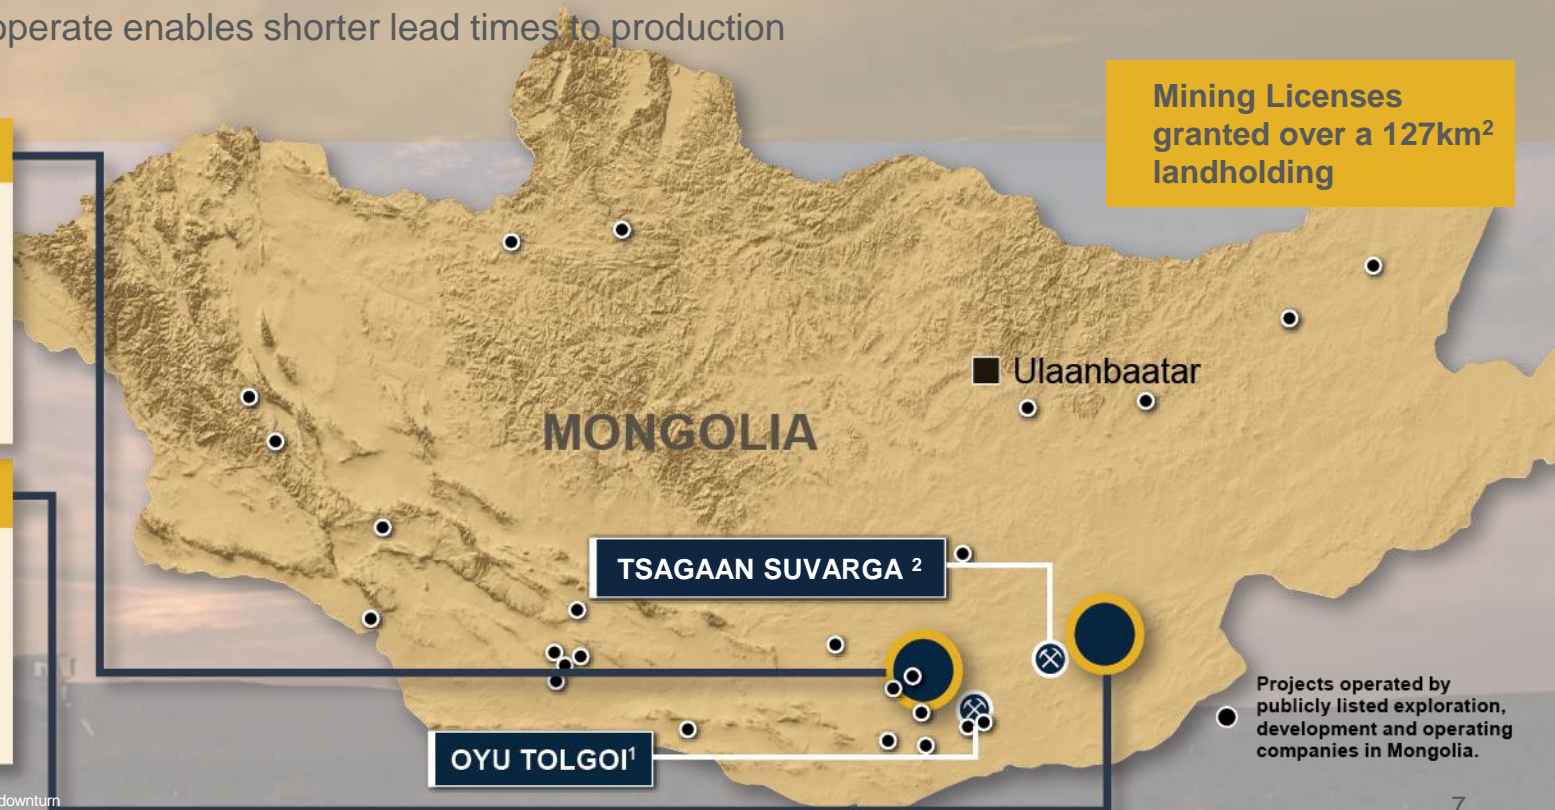 operate enables shorter lead times to production
Mining Licenses
granted over a 127km²
landholding
Ulaanbaatar
MONGOLIA
TSAGAAN SUVARGA ²
OYU TOLGOI¹
Projects operated by
publicly listed exploration,
development and operating
companies in Mongolia.
downturn
7